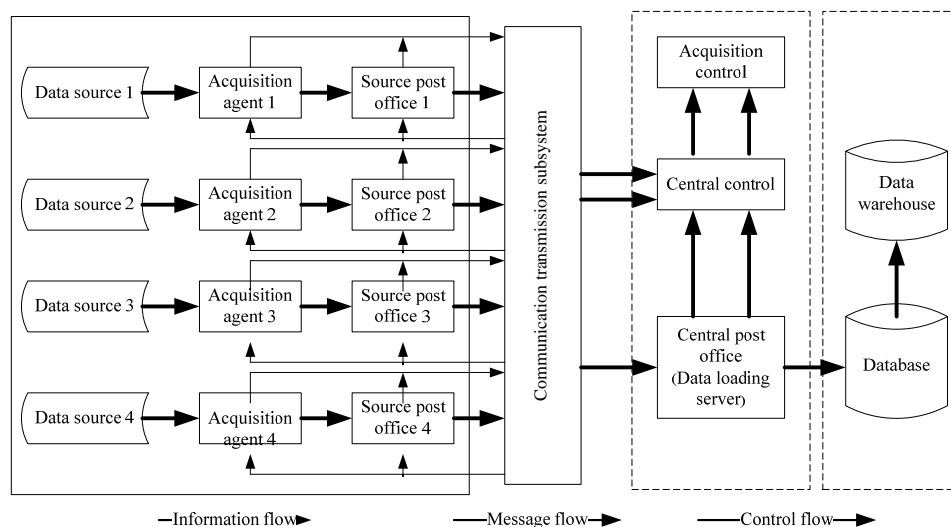 Data source 1
Acquisition
agent 1
Source post
office 1
Data source 2
Acquisition
agent 2
Source post
office 2
Data source 3
Acquisition
agent 3
Source post
office 3
Data source 4
Acquisition
agent 4
Source post
office 4
Communication transmission subsystem
Acquisition
control
Central control
Central post
office
(Data loading
server)
Data
warehouse
Database
Information flow
Message flow
Control flow